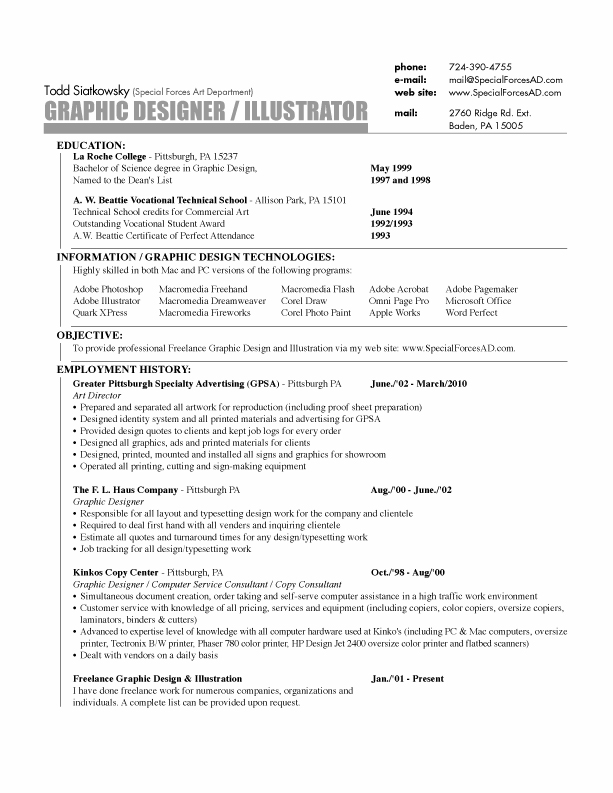 phone: 724-390-4755
e-mail: mail@SpecialForcesAD.com
web site: www.SpecialForcesAD.com
Todd Siatkowsky (Special Forces Art Department)
GRAPHIC DESIGNER / ILLUSTRATOR
mail: 2760 Ridge Rd. Ext.
Baden, PA 15005
EDUCATION:
La Roche College - Pittsburgh, PA 15237
Bachelor of Science degree in Graphic Design, May 1999
Named to the Dean's List 1997 and 1998
A. W. Beattie Vocational Technical School - Allison Park, PA 15101
Technical School credits for Commercial Art June 1994
Outstanding Vocational Student Award 1992/1993
A.W. Beattie Certificate of Perfect Attendance 1993
INFORMATION / GRAPHIC DESIGN TECHNOLOGIES:
Highly skilled in both Mac and PC versions of the following programs:
Adobe Photoshop Macromedia Freehand Macromedia Flash Adobe Acrobat Adobe Pagemaker
Adobe Illustrator Macromedia Dreamweaver Corel Draw Omni Page Pro Microsoft Office
Quark XPress Macromedia Fireworks Corel Photo Paint Apple Works Word Perfect
OBJECTIVE:
To provide professional Freelance Graphic Design and Illustration via my web site: www.SpecialForcesAD.com.
EMPLOYMENT HISTORY:
Greater Pittsburgh Specialty Advertising (GPSA) - Pittsburgh PA June./'02 - March/2010
Art Director
• Prepared and separated all artwork for reproduction (including proof sheet preparation)
• Designed identity system and all printed materials and advertising for GPSA
• Provided design quotes to clients and kept job logs for every order
• Designed all graphics, ads and printed materials for clients
• Designed, printed, mounted and installed all signs and graphics for showroom
• Operated all printing, cutting and sign-making equipment
The F. L. Haus Company - Pittsburgh PA Aug./'00 - June./'02
Graphic Designer
• Responsible for all layout and typesetting design work for the company and clientele
• Required to deal first hand with all venders and inquiring clientele
• Estimate all quotes and turnaround times for any design/typesetting work
• Job tracking for all design/typesetting work
Kinkos Copy Center - Pittsburgh, PA Oct./'98 - Aug/'00
Graphic Designer / Computer Service Consultant / Copy Consultant
• Simultaneous document creation, order taking and self-serve computer assistance in a high traffic work environment
• Customer service with knowledge of all pricing, services and equipment (including copiers, color copiers, oversize copiers,
laminators, binders & cutters)
• Advanced to expertise level of knowledge with all computer hardware used at Kinko's (including PC & Mac computers, oversize
printer, Tectronix B/W printer, Phaser 780 color printer, HP Design Jet 2400 oversize color printer and flatbed scanners)
• Dealt with vendors on a daily basis
Freelance Graphic Design & Illustration Jan./'01 - Present
I have done freelance work for numerous companies, organizations and
individuals. A complete list can be provided upon request.